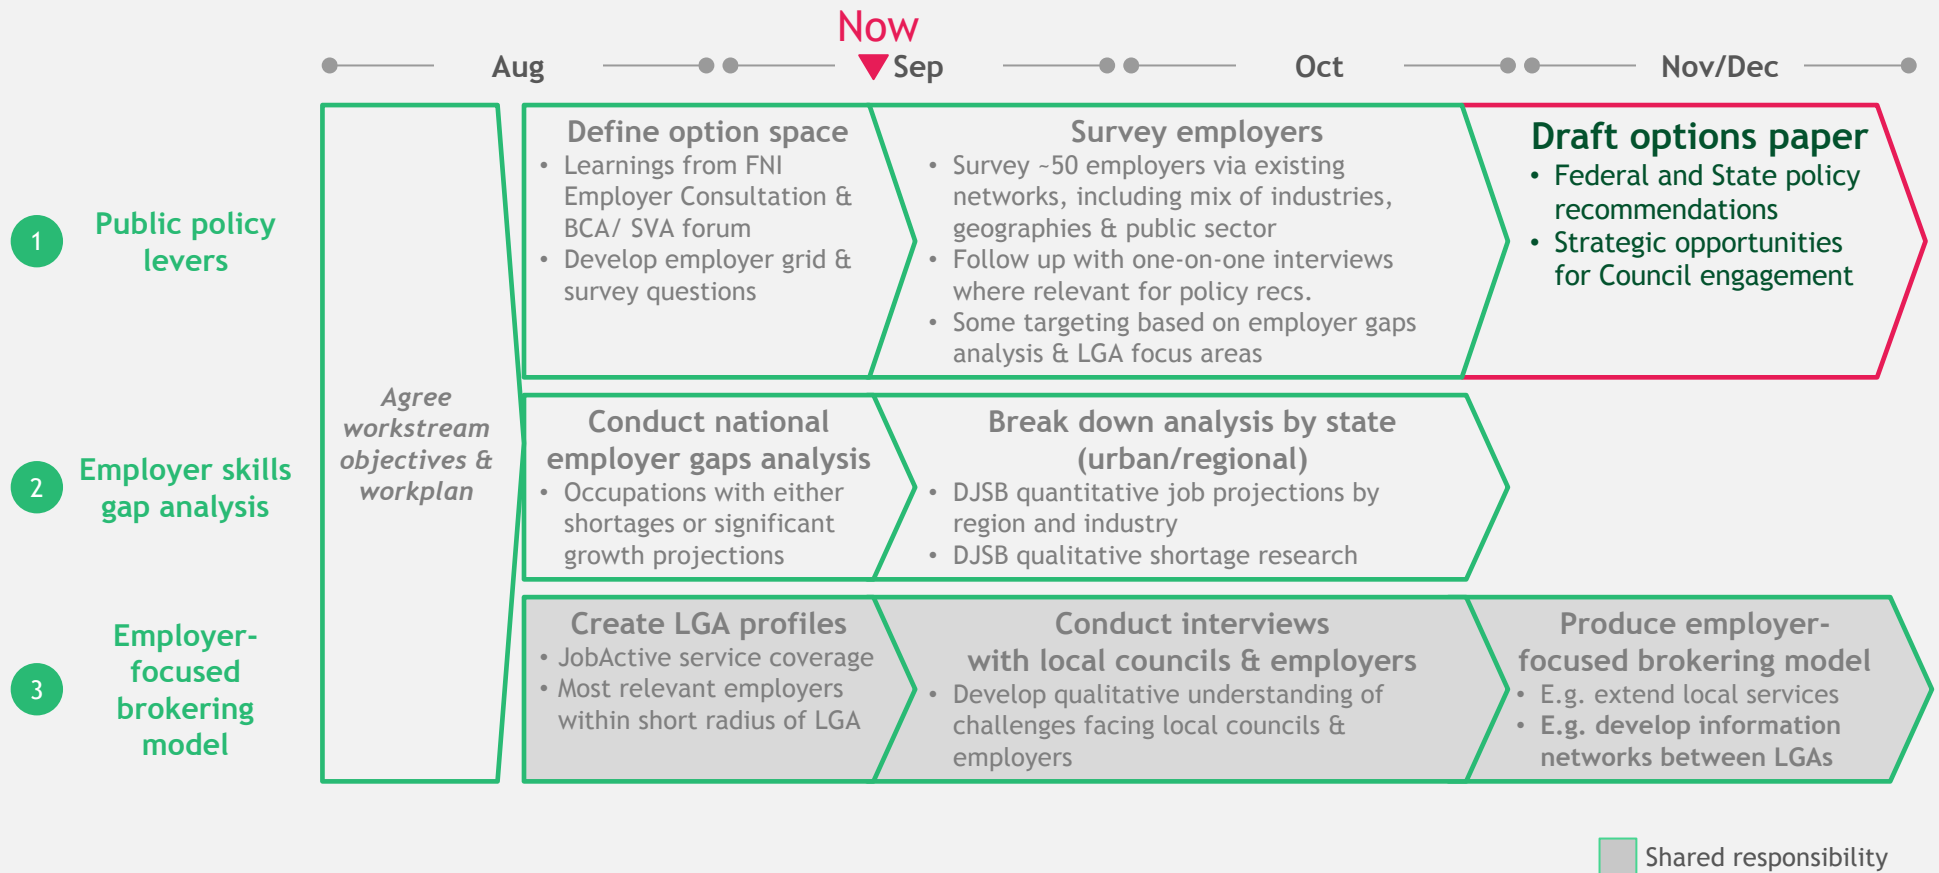 Now
Aug
Sep
Oct
Nov/Dec
1
Public policy
levers
2
Employer skills
gap analysis
3
Employer-
focused
brokering
model
Agree
workstream
objectives &
workplan
Define option space
• Learnings from FNI
Employer Consultation &
BCA/ SVA forum
• Develop employer grid &
survey questions
Survey employers
• Survey ~50 employers via existing
networks, including mix of industries,
geographies & public sector
• Follow up with one-on-one interviews
where relevant for policy recs.
• Some targeting based on employer gaps
analysis & LGA focus areas
Draft options paper
• Federal and State policy
recommendations
• Strategic opportunities
for Council engagement
Conduct national
employer gaps analysis
• Occupations with either
shortages or significant
growth projections
Break down analysis by state
(urban/regional)
• DJSB quantitative job projections by
region and industry
• DJSB qualitative shortage research
Create LGA profiles
• JobActive service coverage
• Most relevant employers
within short radius of LGA
Conduct interviews
with local councils & employers
• Develop qualitative understanding of
challenges facing local councils &
employers
Produce employer-
focused brokering model
• E.g. extend local services
• E.g. develop information
networks between LGAs
Shared responsibility